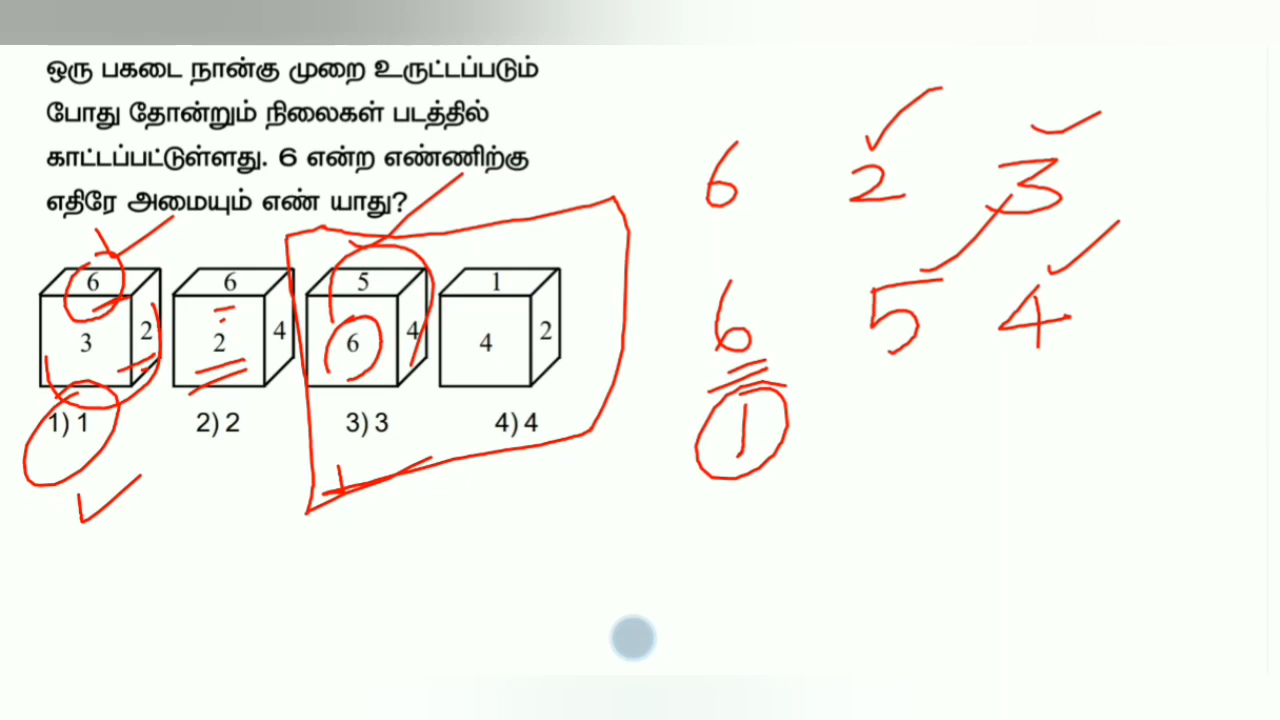 ஒரு பகடை நான்கு முறை உருட்டப்படும்
போது தோன்றும் நிலைகள் படத்தில்
காட்டப்பட்டுள்ளது. 6 என்ற எண்ணிற்கு
எதிரே அமையும் எண் யாது?
6 6 5 1
3 2 2 4 6 4 4 2
1) 1 2) 2 3) 3 4) 4
6 2 3
6 5 4
1